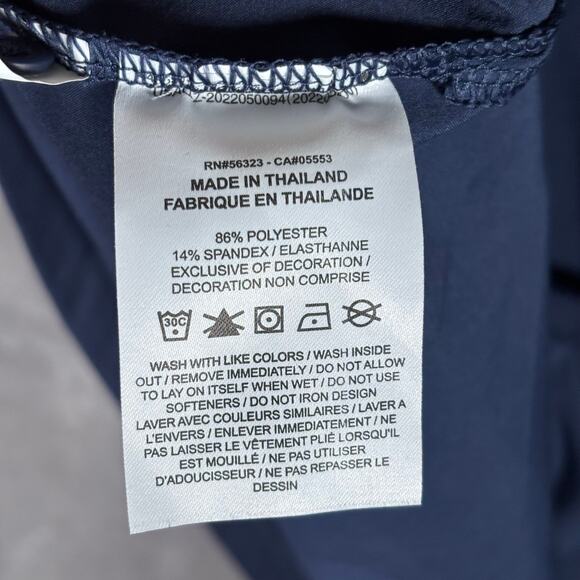 RN#56323 - CA#05553
MADE IN THAILAND
FABRIQUE EN THAILANDE
86% POLYESTER
14% SPANDEX / ELASTHANNE
EXCLUSIVE OF DECORATION /
DECORATION NON COMPRISE
30C
WASH WITH LIKE COLORS / WASH INSIDE
OUT / REMOVE IMMEDIATELY / DO NOT ALLOW
TO LAY ON ITSELF WHEN WET / DO NOT USE
SOFTENERS / DO NOT IRON DESIGN
LAVER AVEC COULEURS SIMILAIRES / LAVER A
L'ENVERS / ENLEVER IMMEDIATEMENT / NE
PAS LAISSER LE VÊTEMENT PLIÉ LORSQU'IL
EST MOUILLÉ / NE PAS UTILISER
D'ADOUCISSEUR / NE PAS REPASSER LE
DESSIN